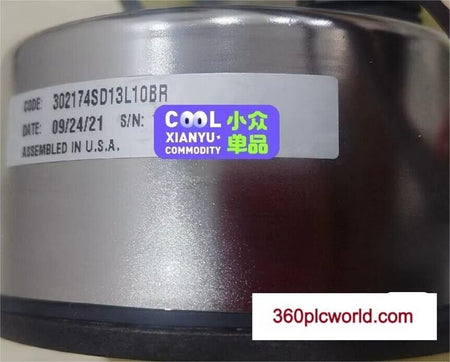 CODE: 302174SD13L10BR
DATE: 09/24/21 S/N:
ASSEMBLED IN U.S.A.
COOL 小众
XIANYU 单品
COMMODITY
360plcworld.com